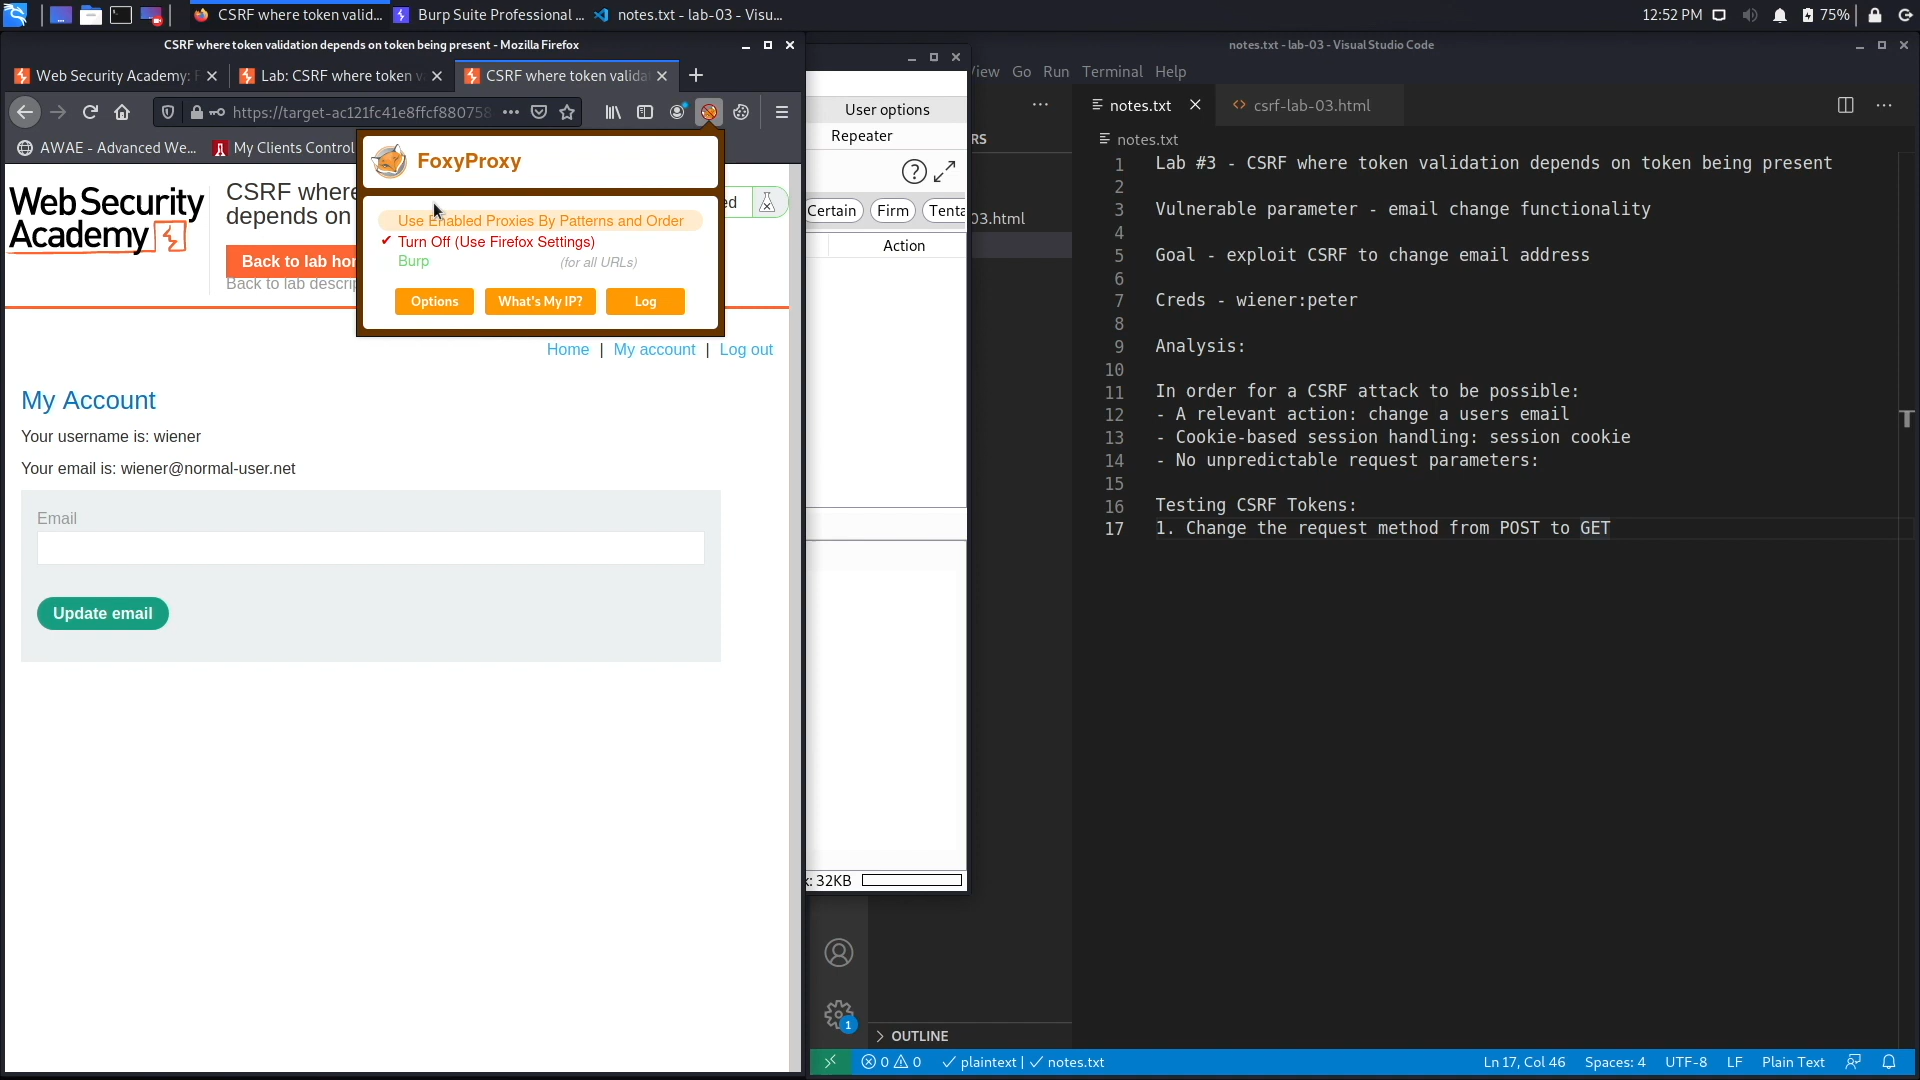 CSRF where token valid...
Burp Suite Professional ...
notes.txt - lab-03 - Visu...
12:52 PM
75%
CSRF where token validation depends on token being present - Mozilla Firefox
Web Security Academy: F
Lab: CSRF where token v
CSRF where token valida
https://target-ac121fc41e8ffcf880758
AWAE - Advanced We...
My Clients Control
FoxyProxy
Use Enabled Proxies By Patterns and Order
✔ Turn Off (Use Firefox Settings)
Burp (for all URLs)
Options
What's My IP?
Log
Web Security
Academy
CSRF where
depends on
ed
Back to lab hom
Back to lab descrip
Home | My account | Log out
My Account
Your username is: wiener
Your email is: wiener@normal-user.net
Email
Update email
User options
Repeater
Certain
Firm
Tenta
Action
k: 32KB
notes.txt - lab-03 - Visual Studio Code
View Go Run Terminal Help
RS
03.html
notes.txt
csrf-lab-03.html
notes.txt
1 Lab #3 - CSRF where token validation depends on token being present
2
3 Vulnerable parameter - email change functionality
4
5 Goal - exploit CSRF to change email address
6
7 Creds - wiener:peter
8
9 Analysis:
10
11 In order for a CSRF attack to be possible:
12 - A relevant action: change a users email
13 - Cookie-based session handling: session cookie
14 - No unpredictable request parameters:
15
16 Testing CSRF Tokens:
17 1. Change the request method from POST to GET
1
OUTLINE
0 0 plaintext | notes.txt
Ln 17, Col 46 Spaces: 4 UTF-8 LF Plain Text